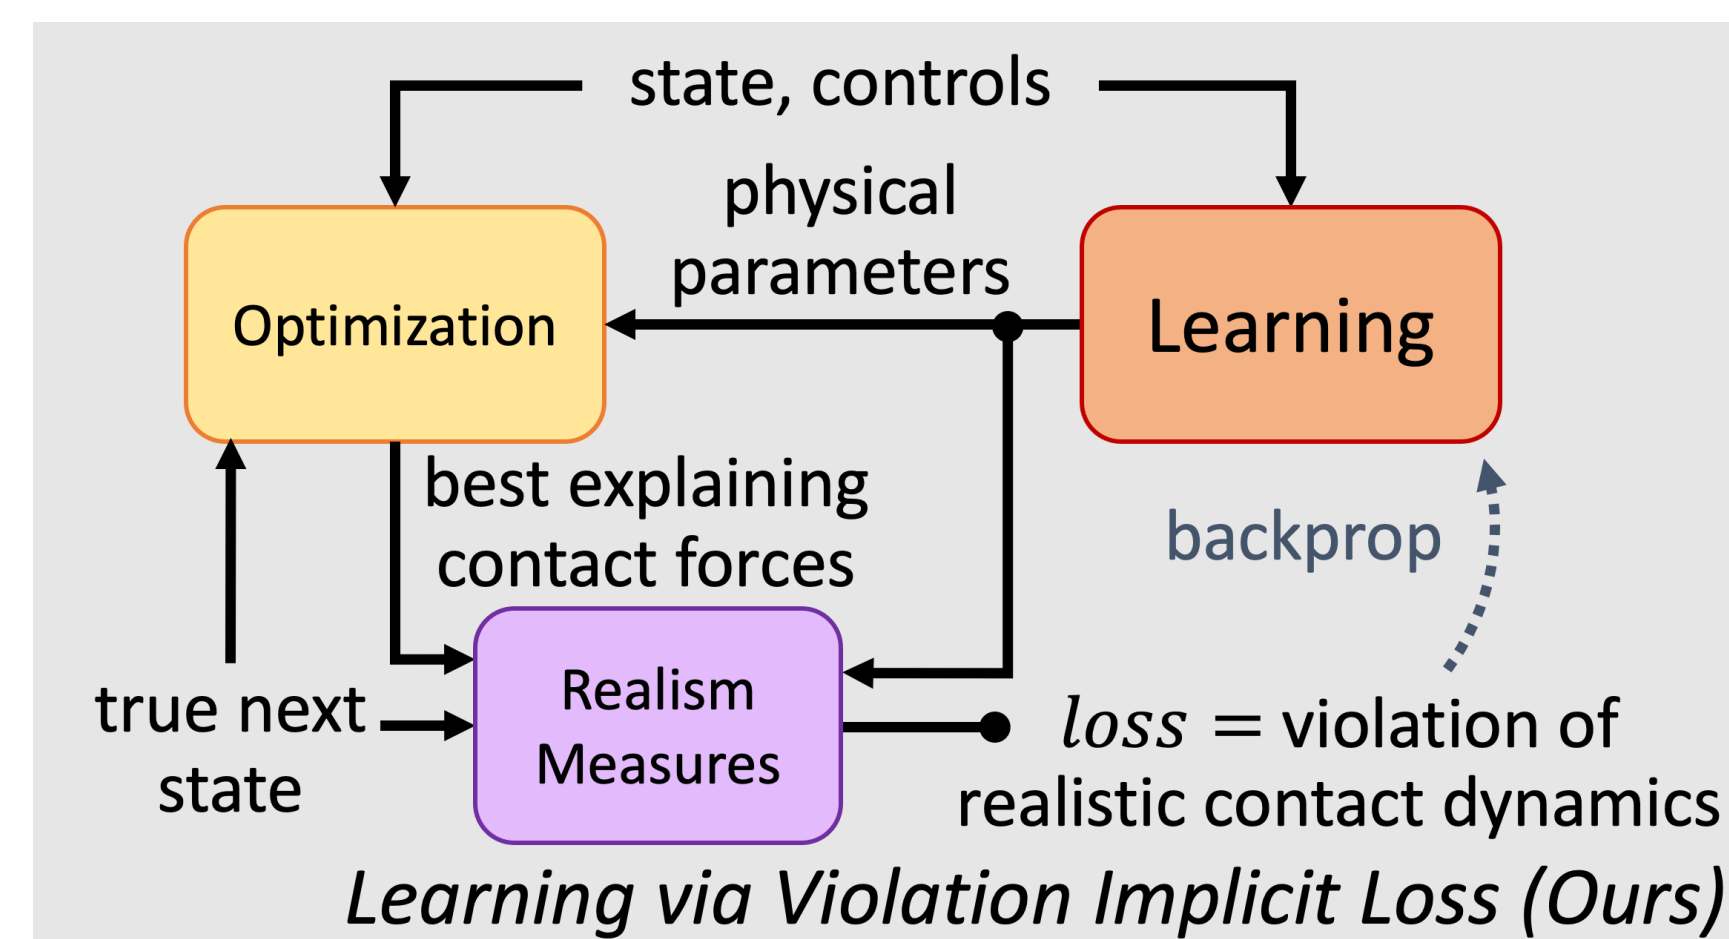 state, controls
physical
parameters
Optimization
Learning
best explaining
contact forces
backprop
true next
state
Realism
Measures
loss = violation of
realistic contact dynamics
Learning via Violation Implicit Loss (Ours)